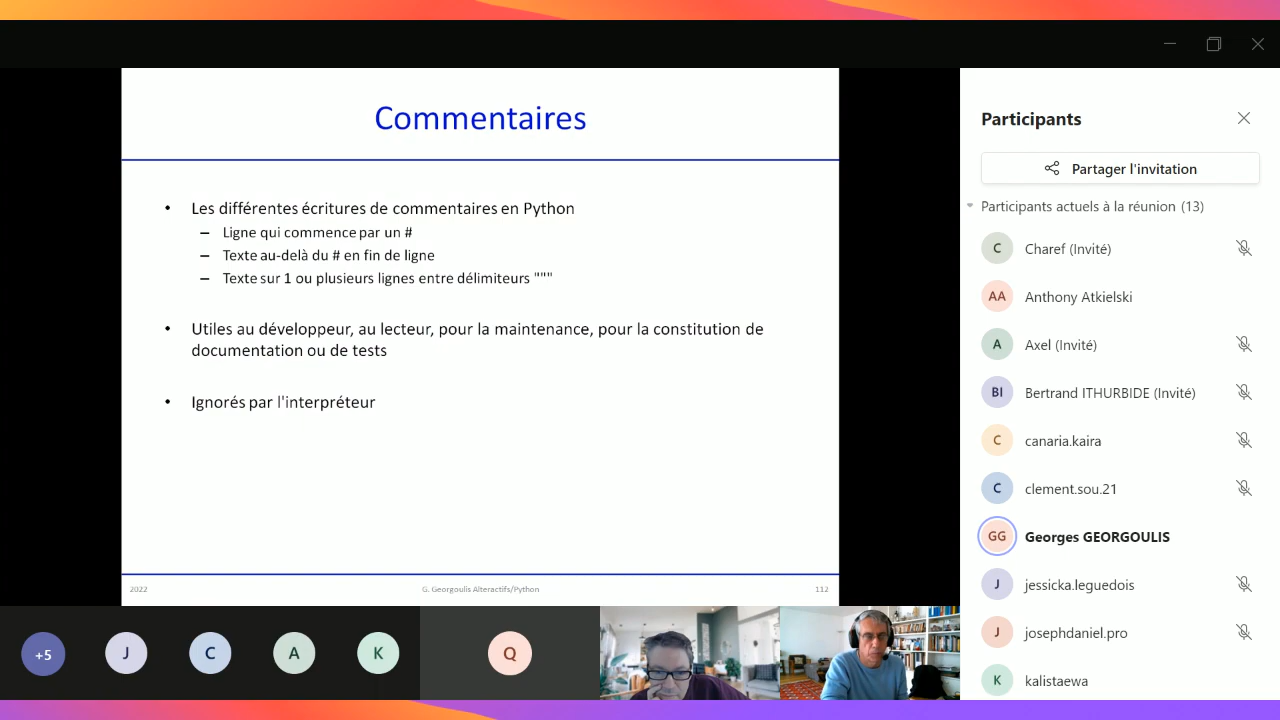 Commentaires
• Les différentes écritures de commentaires en Python
– Ligne qui commence par un #
– Texte au-delà du # en fin de ligne
– Texte sur 1 ou plusieurs lignes entre délimiteurs """
• Utiles au développeur, au lecteur, pour la maintenance, pour la constitution de
documentation ou de tests
• Ignorés par l'interpréteur
2022
G. Georgoulis Alteractifs/Python
112
+5
J
C
A
K
Q
Participants
Partager l'invitation
Participants actuels à la réunion (13)
C Charef (Invité)
AA Anthony Atkielski
A Axel (Invité)
BI Bertrand ITHURBIDE (Invité)
C canaria.kaira
C clement.sou.21
GG Georges GEORGOULIS
J jessicka.leguedois
J josephdaniel.pro
K kalistaewa